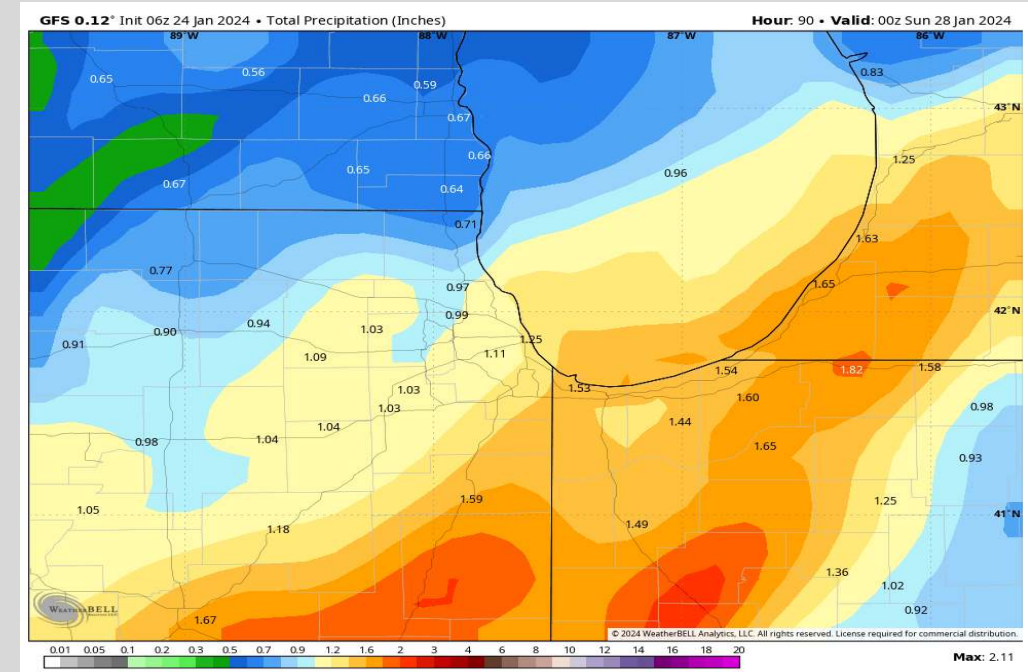 GFS 0.12° Init 06z 24 Jan 2024 • Total Precipitation (Inches)
Hour: 90 • Valid: 00z Sun 28 Jan 2024
89°W 88°W 87°W 86°W
0.65 0.56 0.59 0.83
0.66
0.67 43°N
0.66 1.25
0.67 0.65 0.64 0.96
0.71 1.63
0.77 0.97 1.65
0.90 0.94 1.03 0.99 42°N
0.91 1.09 1.11 1.25
1.03 1.53 1.54 1.82 1.58
1.03 1.60 0.98
0.98 1.04 1.04 1.44 1.65 0.93
1.05 1.59 1.25 41°N
1.18 1.49
1.36 1.02
1.67 0.92
WEATHERBELL
© 2024 WeatherBELL Analytics, LLC. All rights reserved. License required for commercial distribution.
0.01 0.05 0.1 0.2 0.3 0.4 0.5 0.7 0.9 1.2 1.6 2 3 4 6 8 10 12 14 16 18 20
Max: 2.11